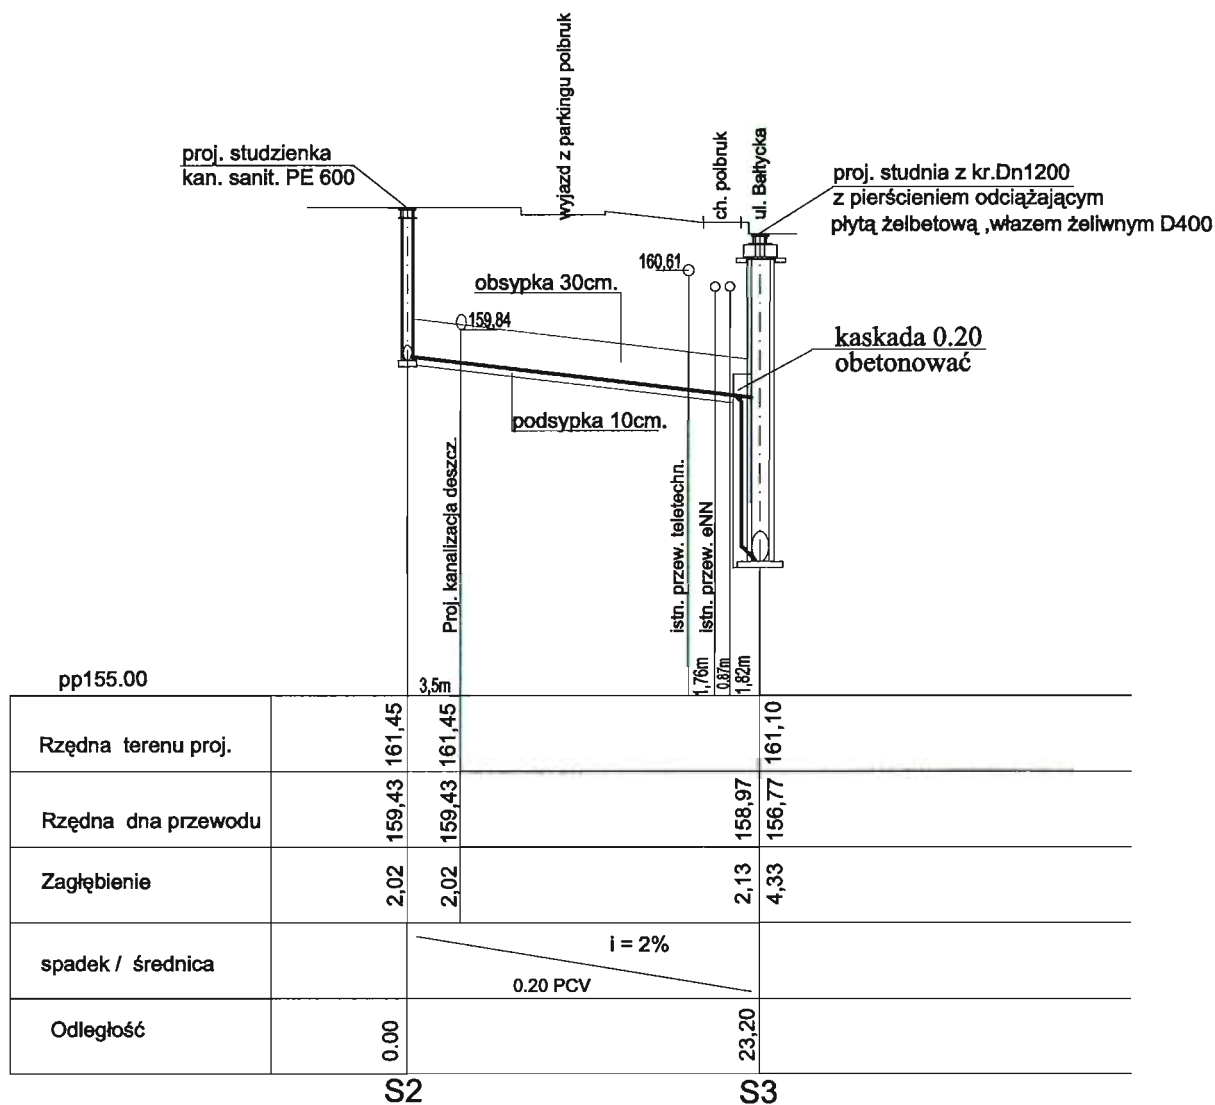 wyjazd z parkingu polbruk
ch. polbruk
ul. Bałtycka
proj. studzienka
kan. sanit. PE 600
proj. studnia z kr.Dn1200
z pierścieniem odciążającym
płytą żelbetową ,włazem żeliwnym D400
160,61
obsypka 30cm.
159,84
kaskada 0.20
obetonować
podsypka 10cm.
Proj. kanalizacja deszcz.
istn. przew. teletechn.
istn. przew. eNN
pp155.00
3,5m
1,76m
0.87m
1,82m
Rzędna terenu proj.
161,45
161,45
161,10
Rzędna dna przewodu
159,43
159,43
158,97
156,77
Zagłębienie
2,02
2,02
2,13
4,33
spadek / średnica
i = 2%
0.20 PCV
Odległość
0.00
23,20
S2
S3